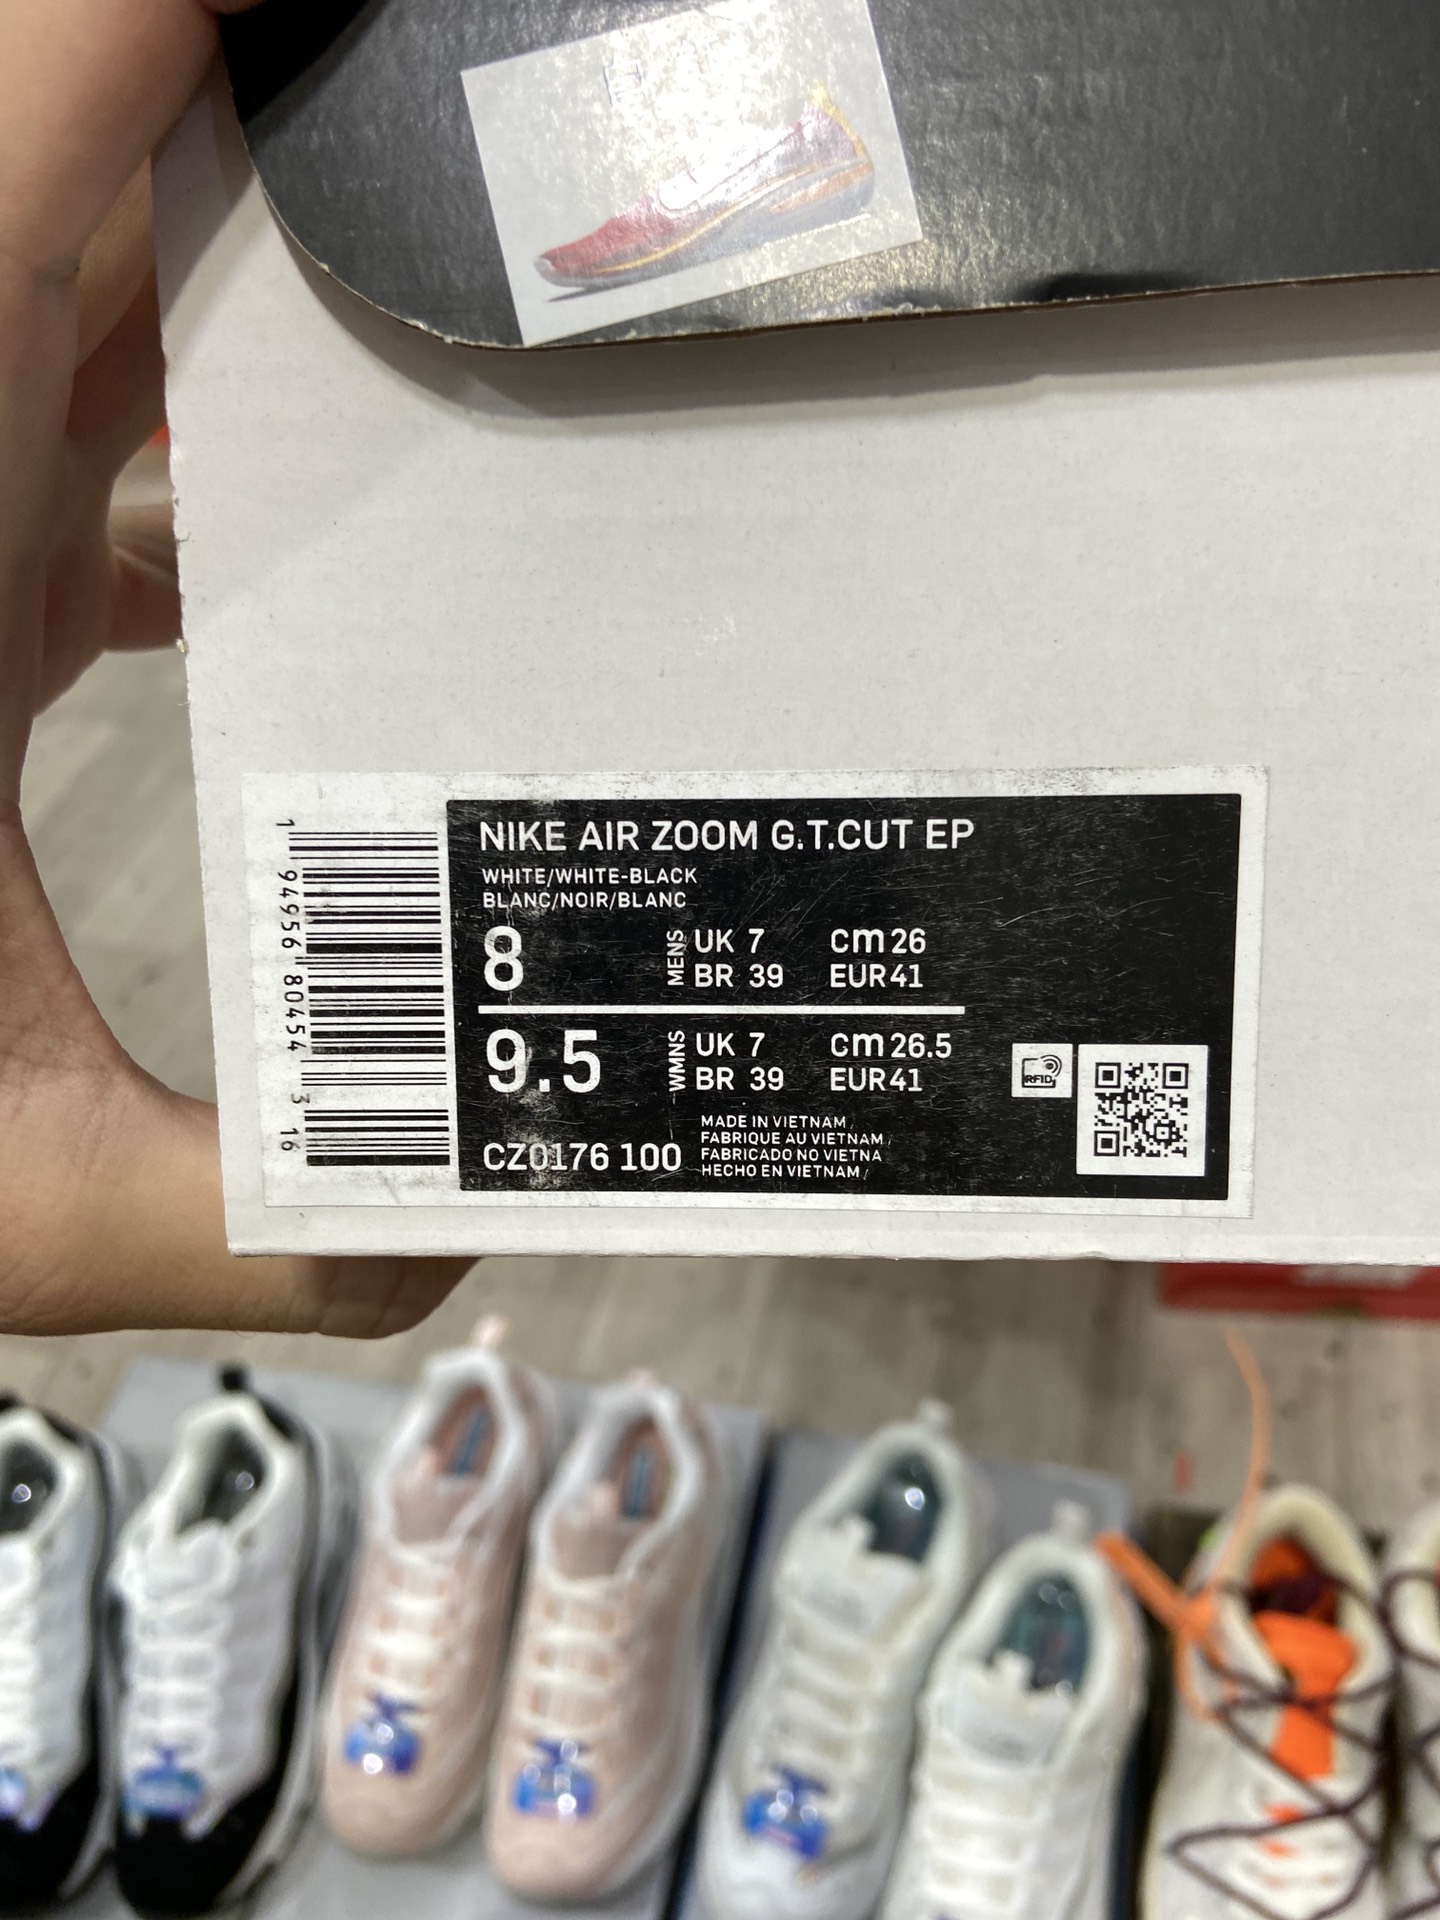 NIKE AIR ZOOM G.T.CUT EP
WHITE/WHITE-BLACK
BLANC/NOIR/BLANC
8
MENS
UK 7 cm 26
BR 39 EUR 41
9.5
WMNS
UK 7 cm 26.5
BR 39 EUR 41
CZ0176 100
MADE IN VIETNAM
FABRIQUE AU VIETNAM
FABRICADO NO VIETNA
HECHO EN VIETNAM
RFID
1 94956 80454 3 16